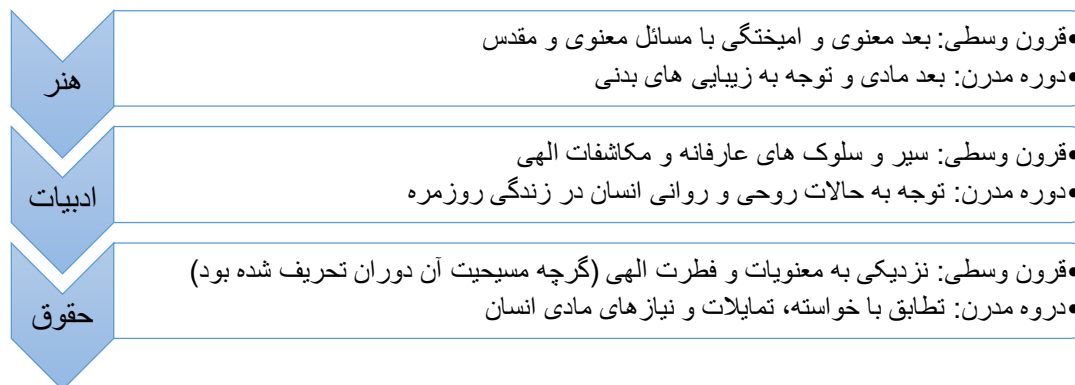 هنر
•قرون وسطی: بعد معنوی و امیختگی با مسائل معنوی و مقدس
•دوره مدرن: بعد مادی و توجه به زیبایی های بدنی
ادبیات
•قرون وسطی: سیر و سلوک های عارفانه و مکاشفات الهی
•دوره مدرن: توجه به حالات روحی و روانی انسان در زندگی روزمره
حقوق
•قرون وسطی: نزدیکی به معنویات و فطرت الهی (گرچه مسیحیت آن دوران تحریف شده بود)
•دروه مدرن: تطابق با خواسته، تمایلات و نیازهای مادی انسان